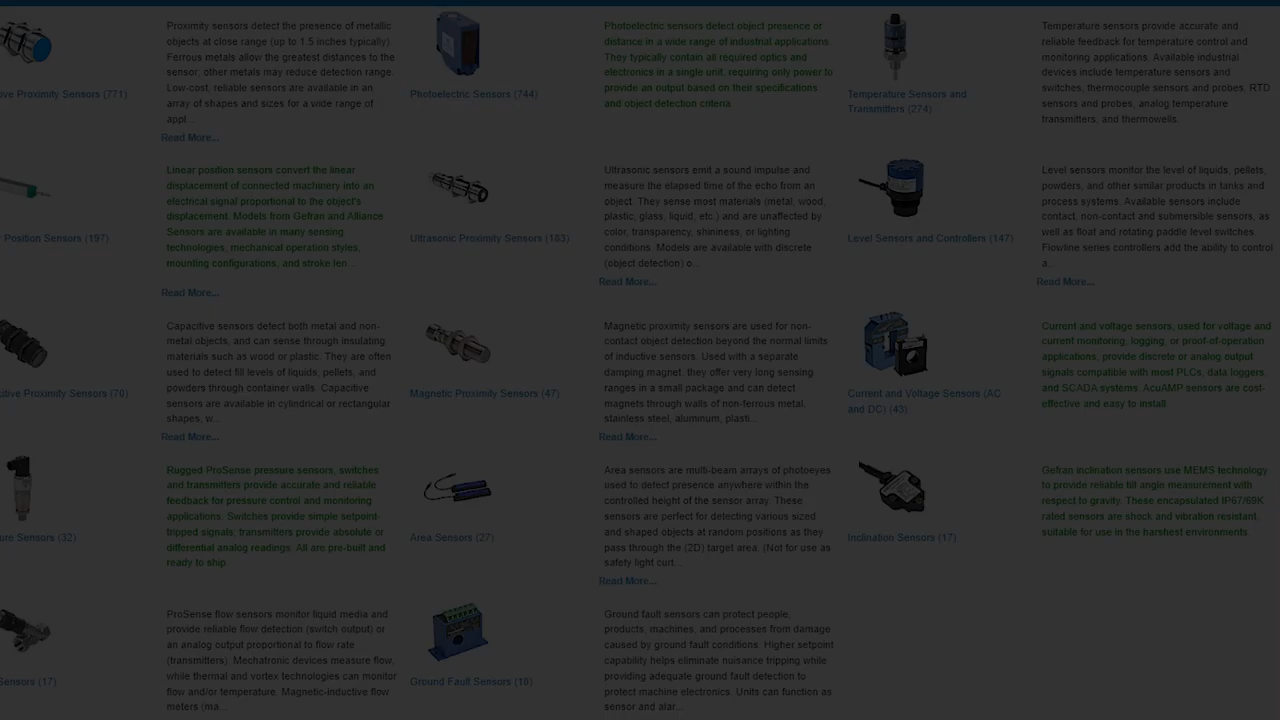 Proximity sensors detect the presence of metallic
objects at close range (up to 1.5 inches typically).
Ferrous metals allow the greatest distances to the
sensor; other metals may reduce detection range.
Low-cost, reliable sensors are available in an
array of shapes and sizes for a wide range of
appl...
Read More...
ive Proximity Sensors (771)
Photoelectric sensors detect object presence or
distance in a wide range of industrial applications.
They typically contain all required optics and
electronics in a single unit, requiring only power to
provide an output based on their specifications
and object detection criteria.
Photoelectric Sensors (744)
Temperature sensors provide accurate and
reliable feedback for temperature control and
monitoring applications. Available industrial
devices include temperature sensors and
switches, thermocouple sensors and probes, RTD
sensors and probes, analog temperature
transmitters, and thermowells.
Temperature Sensors and
Transmitters (274)
Linear position sensors convert the linear
displacement of connected machinery into an
electrical signal proportional to the object's
displacement. Models from Gefran and Alliance
Sensors are available in many sensing
technologies, mechanical operation styles,
mounting configurations, and stroke len...
Read More...
r Position Sensors (197)
Ultrasonic sensors emit a sound impulse and
measure the elapsed time of the echo from an
object. They sense most materials (metal, wood,
plastic, glass, liquid, etc.) and are unaffected by
color, transparency, shininess, or lighting
conditions. Models are available with discrete
(object detection) o...
Read More...
Ultrasonic Proximity Sensors (183)
Level sensors monitor the level of liquids, pellets,
powders, and other similar products in tanks and
process systems. Available sensors include
contact, non-contact and submersible sensors, as
well as float and rotating paddle level switches.
Flowline series controllers add the ability to control
a...
Read More...
Level Sensors and Controllers (147)
Capacitive sensors detect both metal and non-
metal objects, and can sense through insulating
materials such as wood or plastic. They are often
used to detect fill levels of liquids, pellets, and
powders through container walls. Capacitive
sensors are available in cylindrical or rectangular
shapes, w...
Read More...
citive Proximity Sensors (70)
Magnetic proximity sensors are used for non-
contact object detection beyond the normal limits
of inductive sensors. Used with a separate
damping magnet, they offer very long sensing
ranges in a small package and can detect
magnets through walls of non-ferrous metal,
stainless steel, aluminum, plasti...
Read More...
Magnetic Proximity Sensors (47)
Current and voltage sensors, used for voltage and
current monitoring, logging, or proof-of-operation
applications, provide discrete or analog output
signals compatible with most PLCs, data loggers,
and SCADA systems. AcuAMP sensors are cost-
effective and easy to install.
Current and Voltage Sensors (AC
and DC) (43)
Rugged ProSense pressure sensors, switches
and transmitters provide accurate and reliable
feedback for pressure control and monitoring
applications. Switches provide simple setpoint-
tripped signals; transmitters provide absolute or
differential analog readings. All are pre-built and
ready to ship.
ure Sensors (32)
Area sensors are multi-beam arrays of photoeyes
used to detect presence anywhere within the
controlled height of the sensor array. These
sensors are perfect for detecting various sized
and shaped objects at random positions as they
pass through the (2D) target area. (Not for use as
safety light curt...
Read More...
Area Sensors (27)
Gefran inclination sensors use MEMS technology
to provide reliable tilt angle measurement with
respect to gravity. These encapsulated IP67/69K
rated sensors are shock and vibration resistant,
suitable for use in the harshest environments.
Inclination Sensors (17)
ProSense flow sensors monitor liquid media and
provide reliable flow detection (switch output) or
an analog output proportional to flow rate
(transmitters). Mechatronic devices measure flow,
while thermal and vortex technologies can monitor
flow and/or temperature. Magnetic-inductive flow
meters (ma...
Sensors (17)
Ground fault sensors can protect people,
products, machines, and processes from damage
caused by ground fault conditions. Higher setpoint
capability helps eliminate nuisance tripping while
providing adequate ground fault detection to
protect machine electronics. Units can function as
sensor and alar...
Ground Fault Sensors (10)